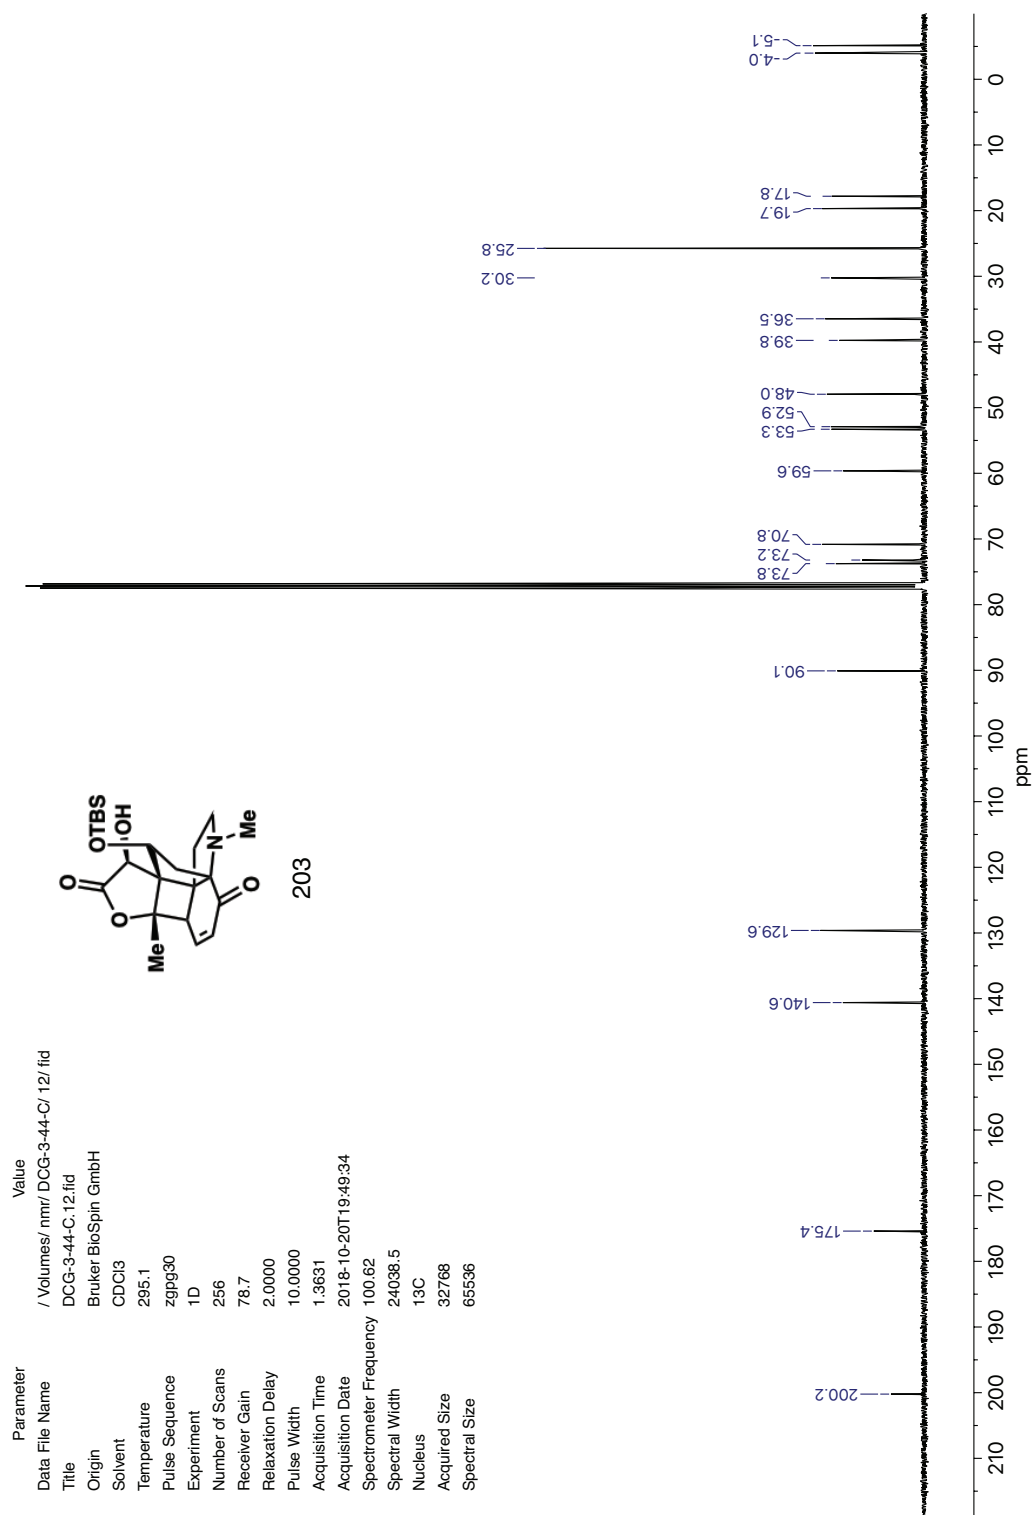 Parameter Value
Data File Name / Volumes/ nmr/ DCG-3-44-C/ 12/ fid
Title DCG-3-44-C.12.fid
Origin Bruker BioSpin GmbH
Solvent CDCl3
Temperature 295.1
Pulse Sequence zgpg30
Experiment 1D
Number of Scans 256
Receiver Gain 78.7
Relaxation Delay 2.0000
Pulse Width 10.0000
Acquisition Time 1.3631
Acquisition Date 2018-10-20T19:49:34
Spectrometer Frequency 100.62
Spectral Width 24038.5
Nucleus 13C
Acquired Size 32768
Spectral Size 65536
OTBS
O
O
OH
O
Me
N
Me
O
203
200.2
175.4
140.6
129.6
90.1
73.8
73.2
70.8
59.6
53.3
52.9
48.0
39.8
36.5
30.2
25.8
19.7
17.8
-4.0
-5.1
210 200 190 180 170 160 150 140 130 120 110 100 90 80 70 60 50 40 30 20 10 0
ppm